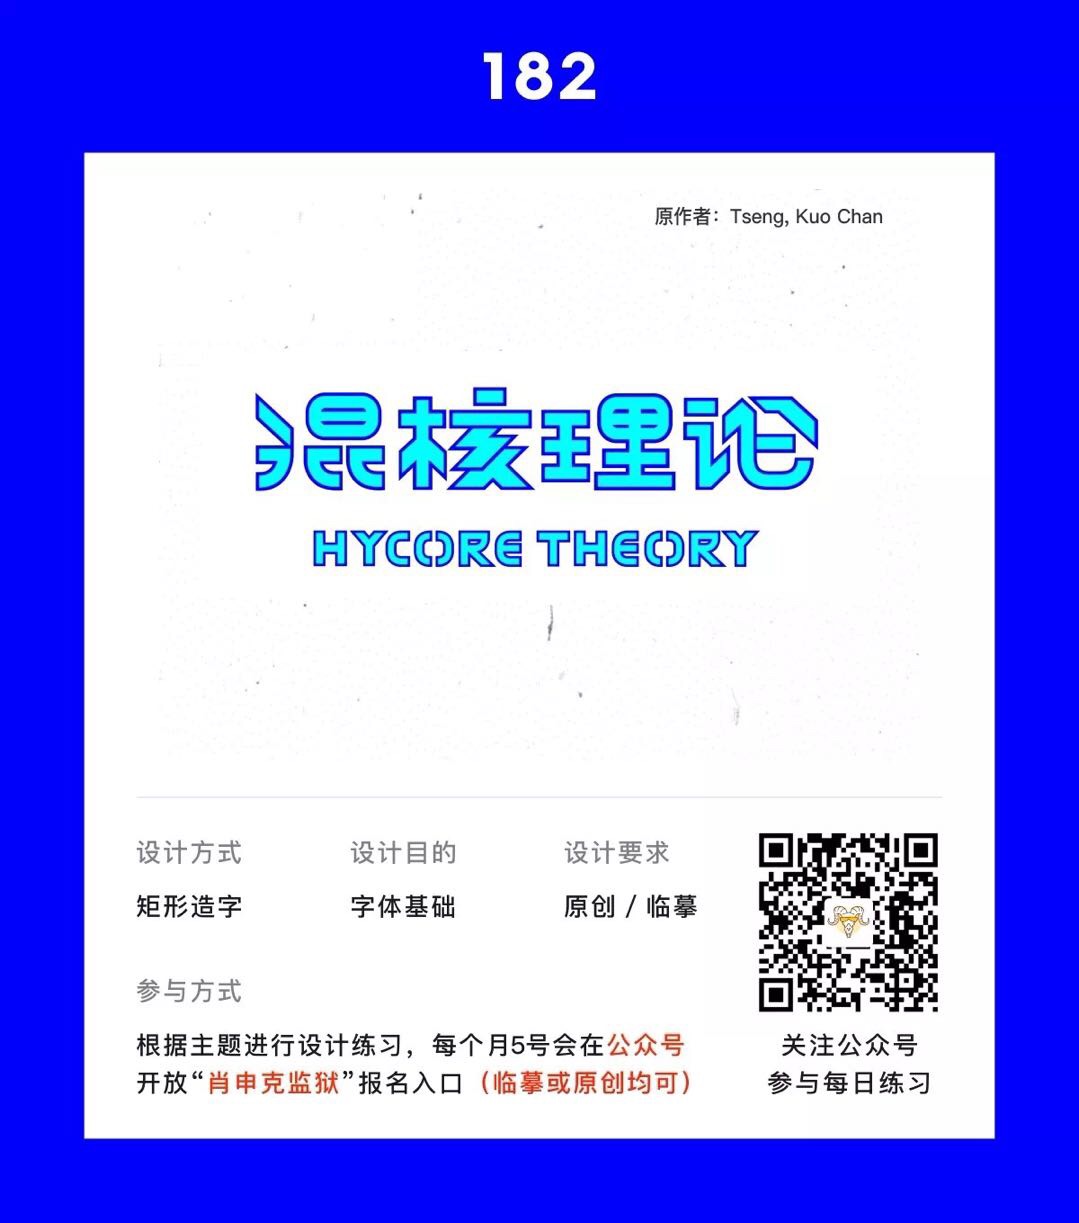 182
原作者：Tseng, Kuo Chan
混核理论
HYCORE THEORY
设计方式
设计目的
设计要求
矩形造字
字体基础
原创 / 临摹
参与方式
根据主题进行设计练习，每个月5号会在公众号
开放“肖申克监狱”报名入口（临摹或原创均可）
关注公众号
参与每日练习